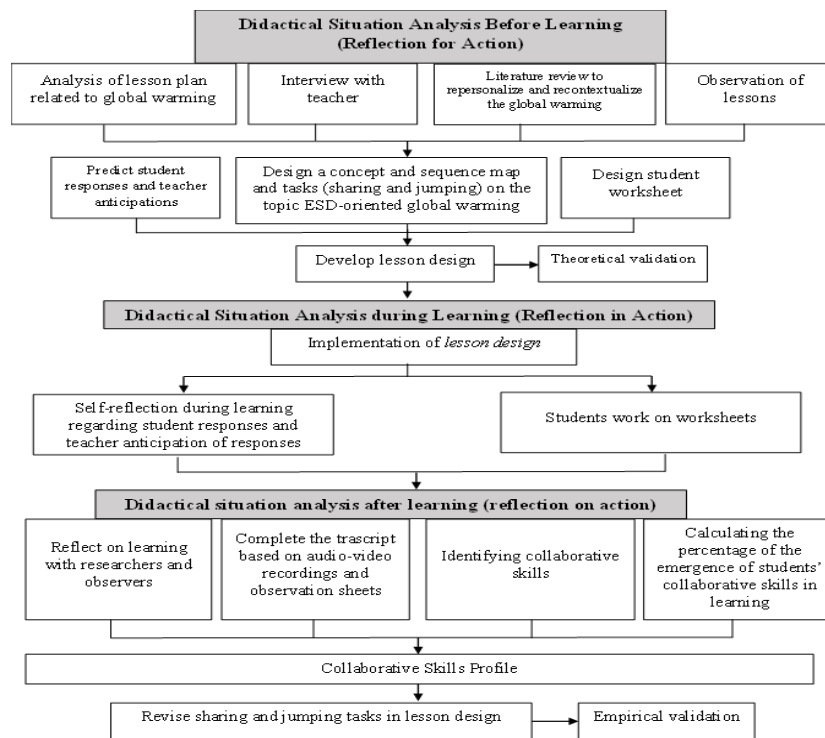 Didactical Situation Analysis Before Learning
(Reflection for Action)
Analysis of lesson plan
related to global warming
Interview with
teacher
Literature review to
repersonalize and recontextualize
the global warming
Observation of
lessons
Predict student
responses and teacher
anticipations
Design a concept and sequence map
and tasks (sharing and jumping) on the
topic ESD-oriented global warming
Design student
worksheet
Develop lesson design
Theoretical validation
Didactical Situation Analysis during Learning (Reflection in Action)
Implementation of lesson design
Self-reflection during learning
regarding student responses and
teacher anticipation of responses
Students work on worksheets
Didactical situation analysis after learning (reflection on action)
Reflect on learning
with researchers and
observers
Complete the trascript
based on audio-video
recordings and
observation sheets
Identifying collaborative
skills
Calculating the
percentage of the
emergence of students'
collaborative skills in
learning
Collaborative Skills Profile
Revise sharing and jumping tasks in lesson design
Empirical validation